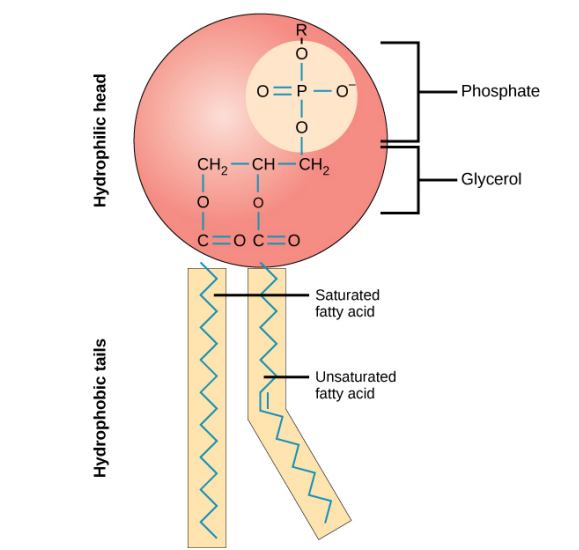 R
O
O=P—O⁻
O
Phosphate
Hydrophilic head
CH₂—CH—CH₂
Glycerol
O O
C=O C=O
Saturated
fatty acid
Unsaturated
fatty acid
Hydrophobic tails